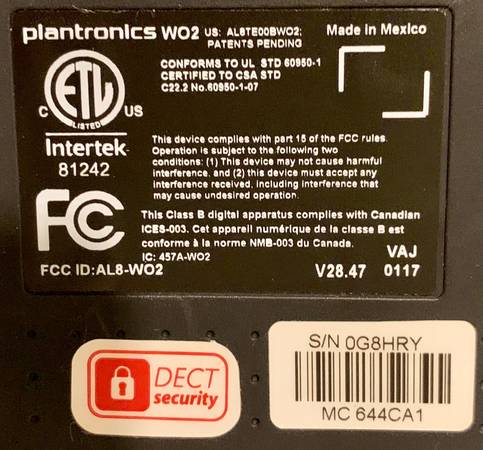 plantronics WO2 US: AL8TE00BWO2; Made in Mexico
PATENTS PENDING
CONFORMS TO UL STD 60950-1
CERTIFIED TO CSA STD
C22.2 No.60950-1-07
ETL
C US
LISTED
Intertek
81242
This device complies with part 15 of the FCC rules.
Operation is subject to the following two
conditions: (1) This device may not cause harmful
interference, and (2) this device must accept any
interference received, including interference that
may cause undesired operation.
FC
This Class B digital apparatus complies with Canadian
ICES-003. Cet appareil numérique de la classe B est
conforme à la norme NMB-003 du Canada.
IC: 457A-WO2
VAJ
FCC ID:AL8-WO2
V28.47 0117
DECT
security
S/N 0G8HRY
MC 644CA1